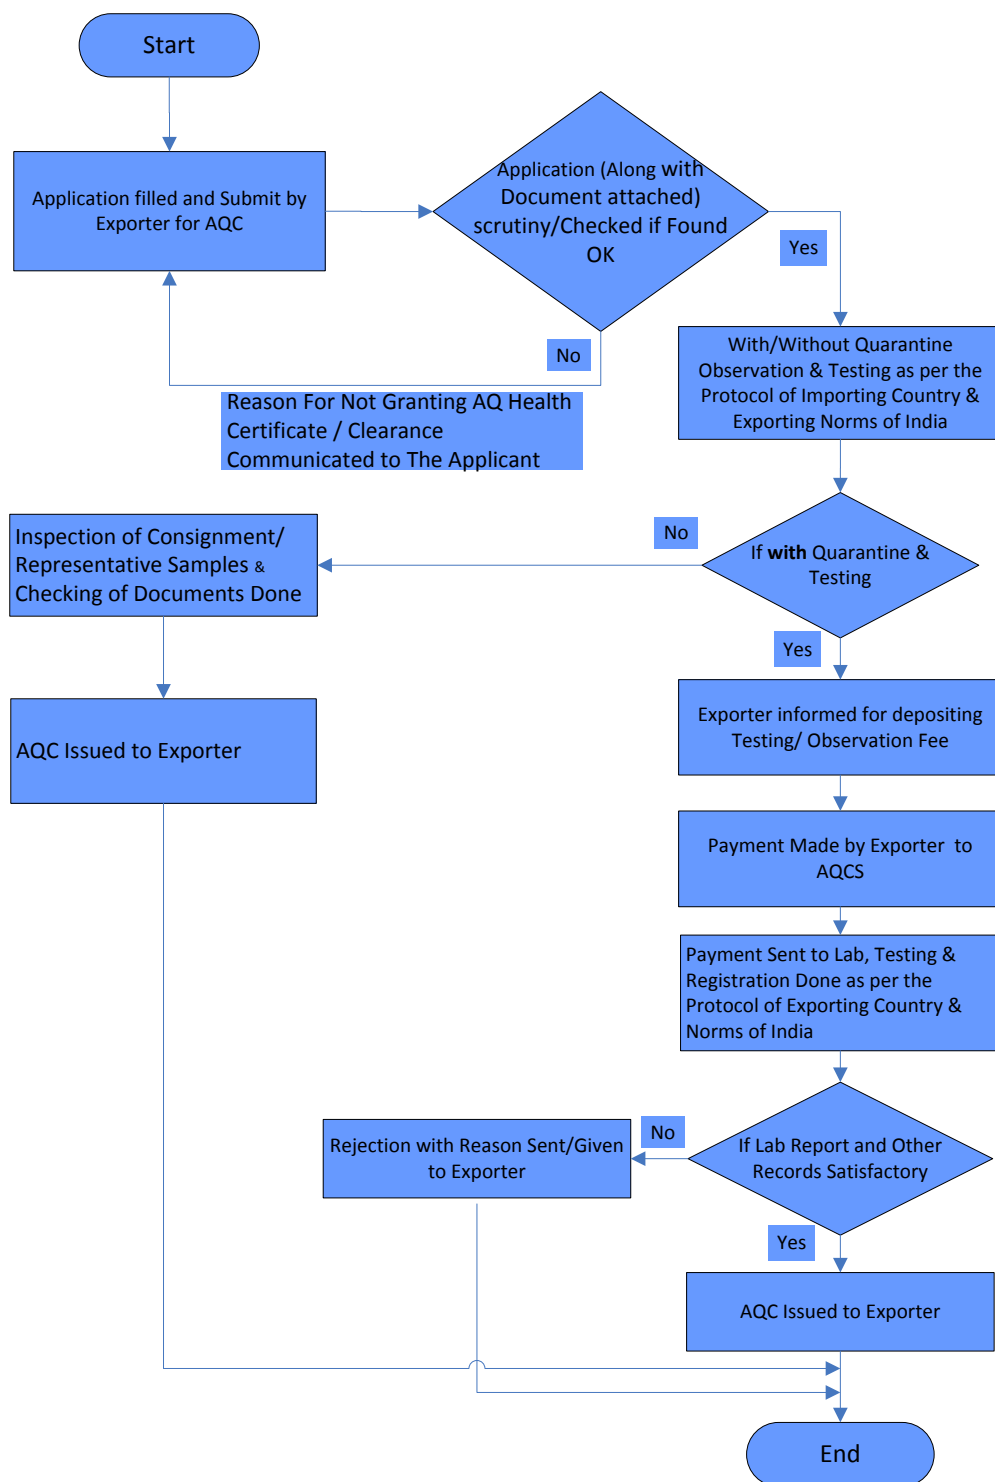 Start
Application filled and Submit by
Exporter for AQC
Application (Along with
Document attached)
scrutiny/Checked if Found
OK
Yes
No
Reason For Not Granting AQ Health
Certificate / Clearance
Communicated to The Applicant
With/Without Quarantine
Observation & Testing as per the
Protocol of Importing Country &
Exporting Norms of India
If with Quarantine &
Testing
No
Inspection of Consignment/
Representative Samples &
Checking of Documents Done
AQC Issued to Exporter
Yes
Exporter informed for depositing
Testing/ Observation Fee
Payment Made by Exporter to
AQCS
Payment Sent to Lab, Testing &
Registration Done as per the
Protocol of Exporting Country &
Norms of India
If Lab Report and Other
Records Satisfactory
No
Rejection with Reason Sent/Given
to Exporter
Yes
AQC Issued to Exporter
End